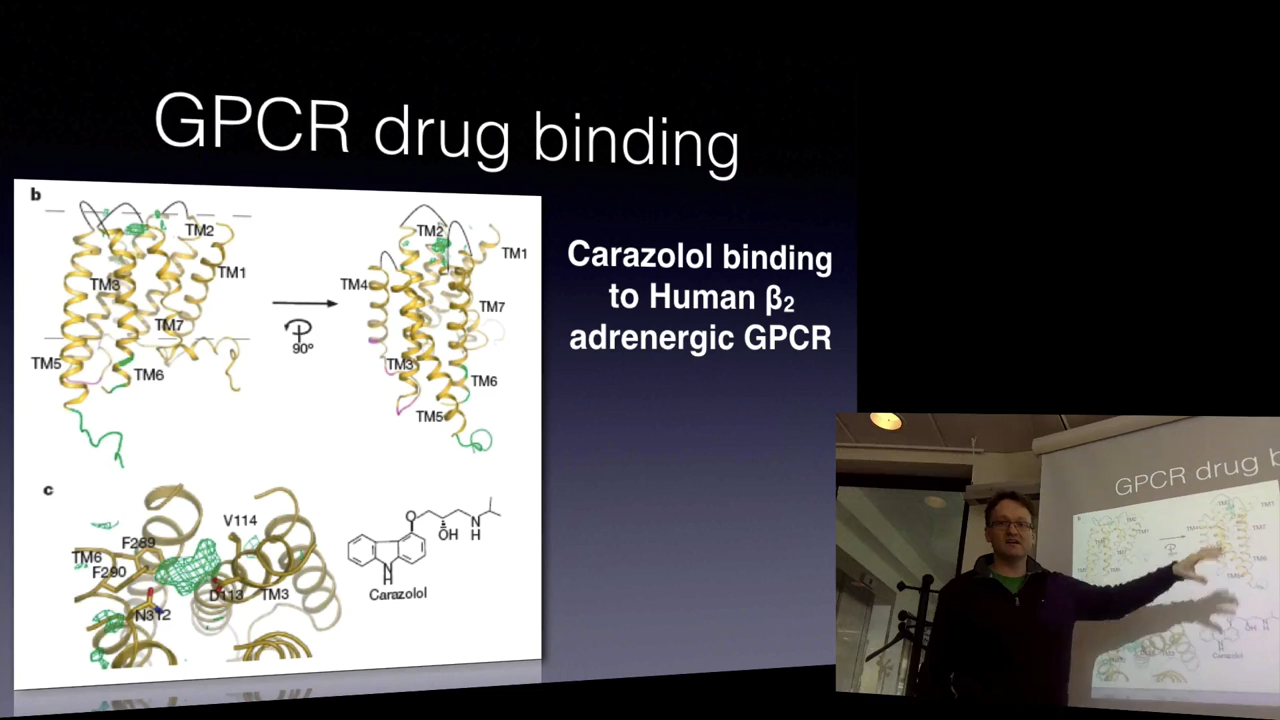 GPCR drug binding
b
TM2
TM1
TM3
TM7
TM5
TM6
90º
TM2
TM1
TM4
TM7
TM3
TM6
TM5
Carazolol binding
to Human β₂
adrenergic GPCR
c
V114
F289
TM6
F290
D113
TM3
N312
O
OH
N
H
N
H
Carazolol
GPCR drug b